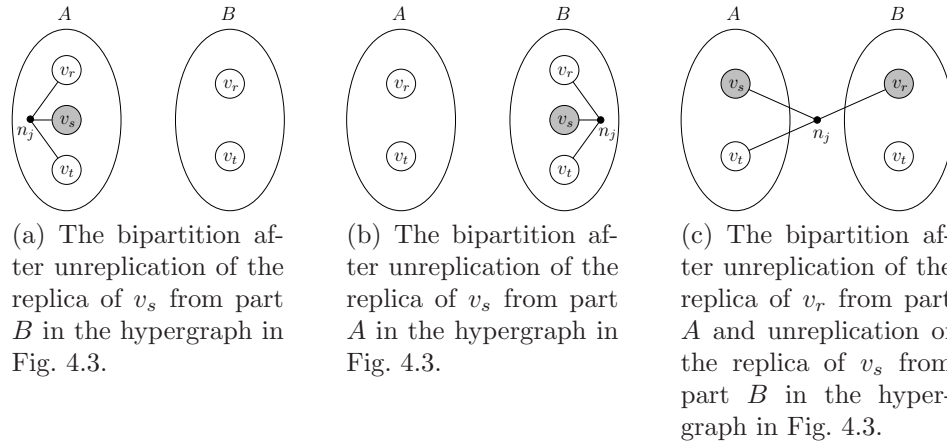 A B
v_r
v_s
n_j
v_t
v_r
v_t
(a) The bipartition af-
ter unreplication of the
replica of v_s from part
B in the hypergraph in
Fig. 4.3.
A B
v_r
v_t
v_r
v_s
n_j
v_t
(b) The bipartition af-
ter unreplication of the
replica of v_s from part
A in the hypergraph in
Fig. 4.3.
A B
v_s
v_r
n_j
v_t
v_t
(c) The bipartition af-
ter unreplication of the
replica of v_r from part
A and unreplication of
the replica of v_s from
part B in the hyper-
graph in Fig. 4.3.